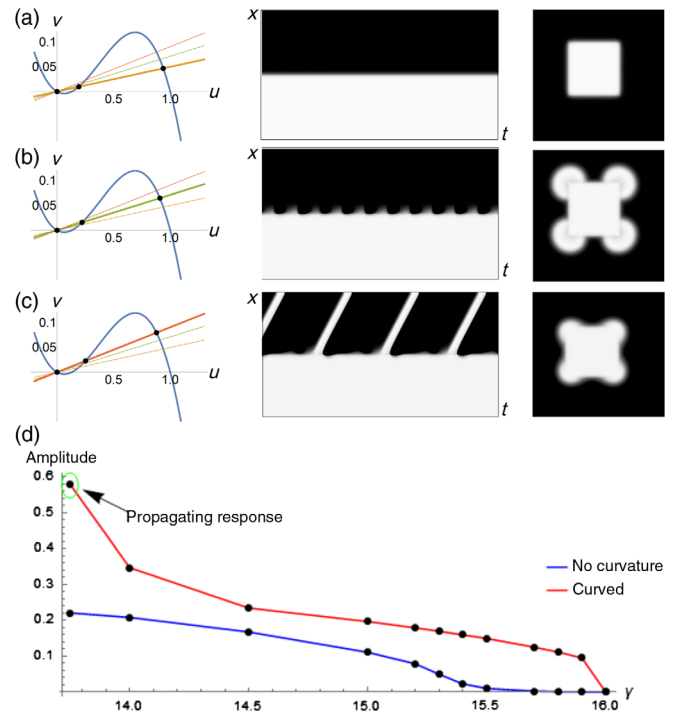 (a)
v
0.1
0.05
0.5
1.0
u
x
t
(b)
v
0.1
0.05
0.5
1.0
u
x
t
(c)
v
0.1
0.05
0.5
1.0
u
x
t
(d)
Amplitude
0.6
0.5
0.4
0.3
0.2
0.1
Propagating response
No curvature
Curved
14.0 14.5 15.0 15.5 16.0
γ